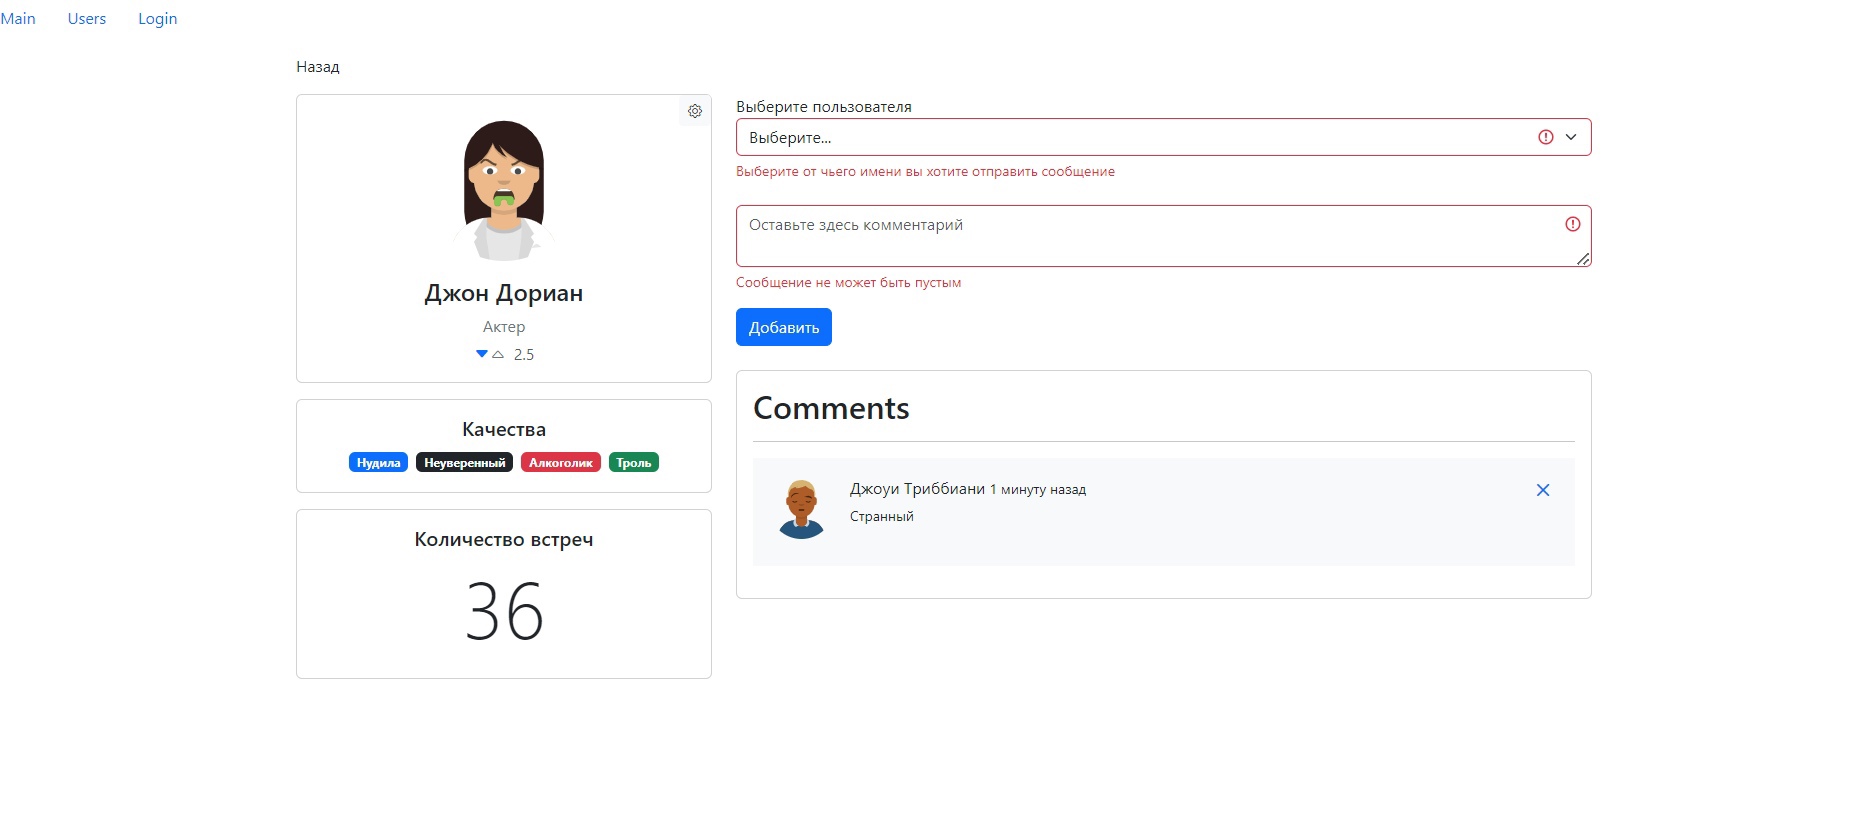 Main Users Login
Назад
Джон Дориан
Актер
2.5
Качества
Нудила Неуверенный Алкоголик Троль
Количество встреч
36
Выберите пользователя
Выберите...
Выберите от чьего имени вы хотите отправить сообщение
Оставьте здесь комментарий
Сообщение не может быть пустым
Добавить
Comments
Джоуи Триббиани 1 минуту назад
Странный